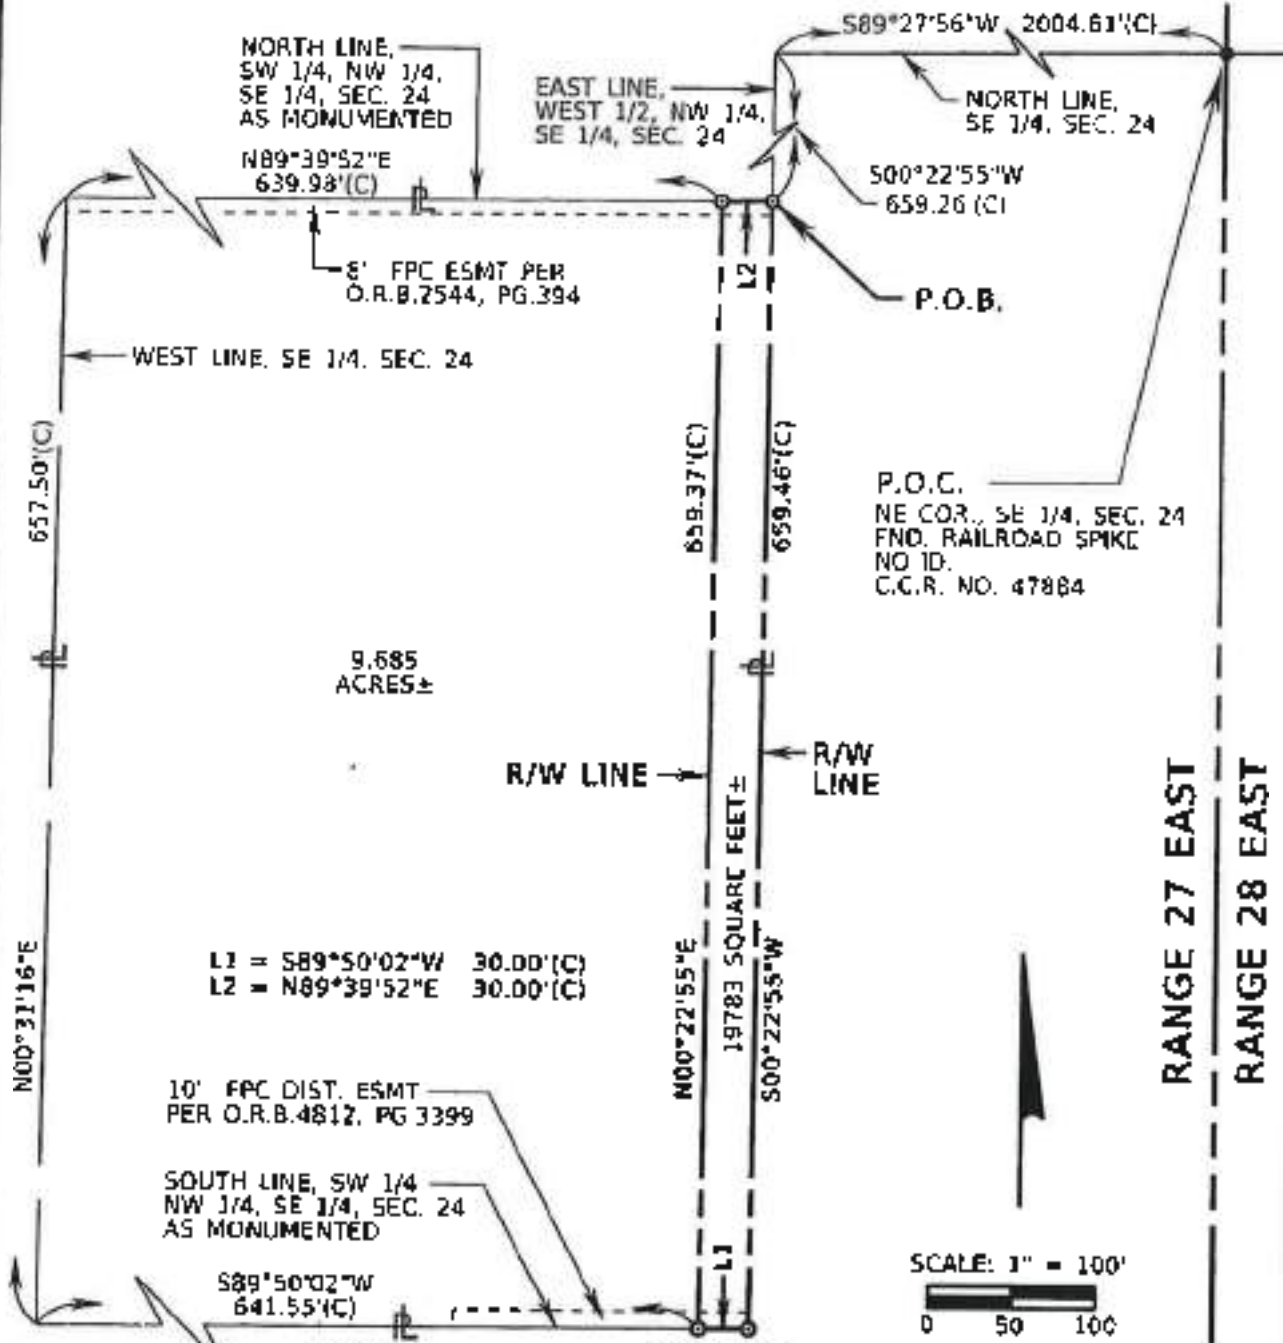 S89°27'56"W 2004.61'(C)
NORTH LINE,
SW 1/4, NW 1/4,
SE 1/4, SEC. 24
AS MONUMENTED
N89°39'52"E
639.98'(C)
EAST LINE,
WEST 1/2, NW 1/4,
SE 1/4, SEC. 24
NORTH LINE,
SE 1/4, SEC. 24
S00°22'55"W
659.26 (C)
PL
8' FPC ESMT PER
O.R.B.2544, PG.394
L2
P.O.B.
WEST LINE, SE 1/4, SEC. 24
657.50'(C)
659.37'(C)
659.46'(C)
P.O.C.
NE COR., SE 1/4, SEC. 24
FND. RAILROAD SPIKE
NO ID.
C.C.R. NO. 47884
PL
9.685
ACRES±
PL
R/W LINE
R/W
LINE
19783 SQUARE FEET±
RANGE 27 EAST
RANGE 28 EAST
L1 = S89°50'02"W 30.00'(C)
L2 = N89°39'52"E 30.00'(C)
N00°31'16"E
N00°22'55"E
S00°22'55"W
10' FPC DIST. ESMT
PER O.R.B.4812, PG 3399
SOUTH LINE, SW 1/4
NW 1/4, SE 1/4, SEC. 24
AS MONUMENTED
L1
S89°50'02"W
641.55'(C)
PL
SCALE: 1" = 100'
0 50 100